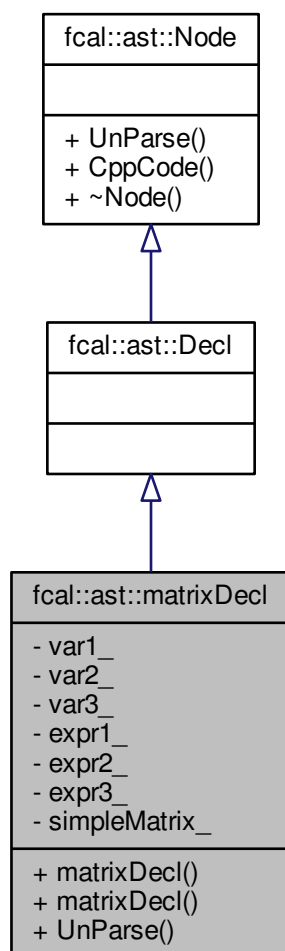 fcal::ast::Node
+ UnParse()
+ CppCode()
+ ~Node()
fcal::ast::Decl
fcal::ast::matrixDecl
- var1_
- var2_
- var3_
- expr1_
- expr2_
- expr3_
- simpleMatrix_
+ matrixDecl()
+ matrixDecl()
+ UnParse()